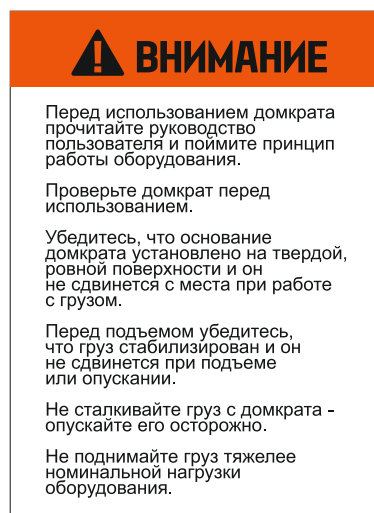 ВНИМАНИЕ
Перед использованием домкрата
прочитайте руководство
пользователя и поймите принцип
работы оборудования.
Проверьте домкрат перед
использованием.
Убедитесь, что основание
домкрата установлено на твердой,
ровной поверхности и он
не сдвинется с места при работе
с грузом.
Перед подъемом убедитесь,
что груз стабилизирован и он
не сдвинется при подъеме
или опускании.
Не сталкивайте груз с домкрата -
опускайте его осторожно.
Не поднимайте груз тяжелее
номинальной нагрузки
оборудования.